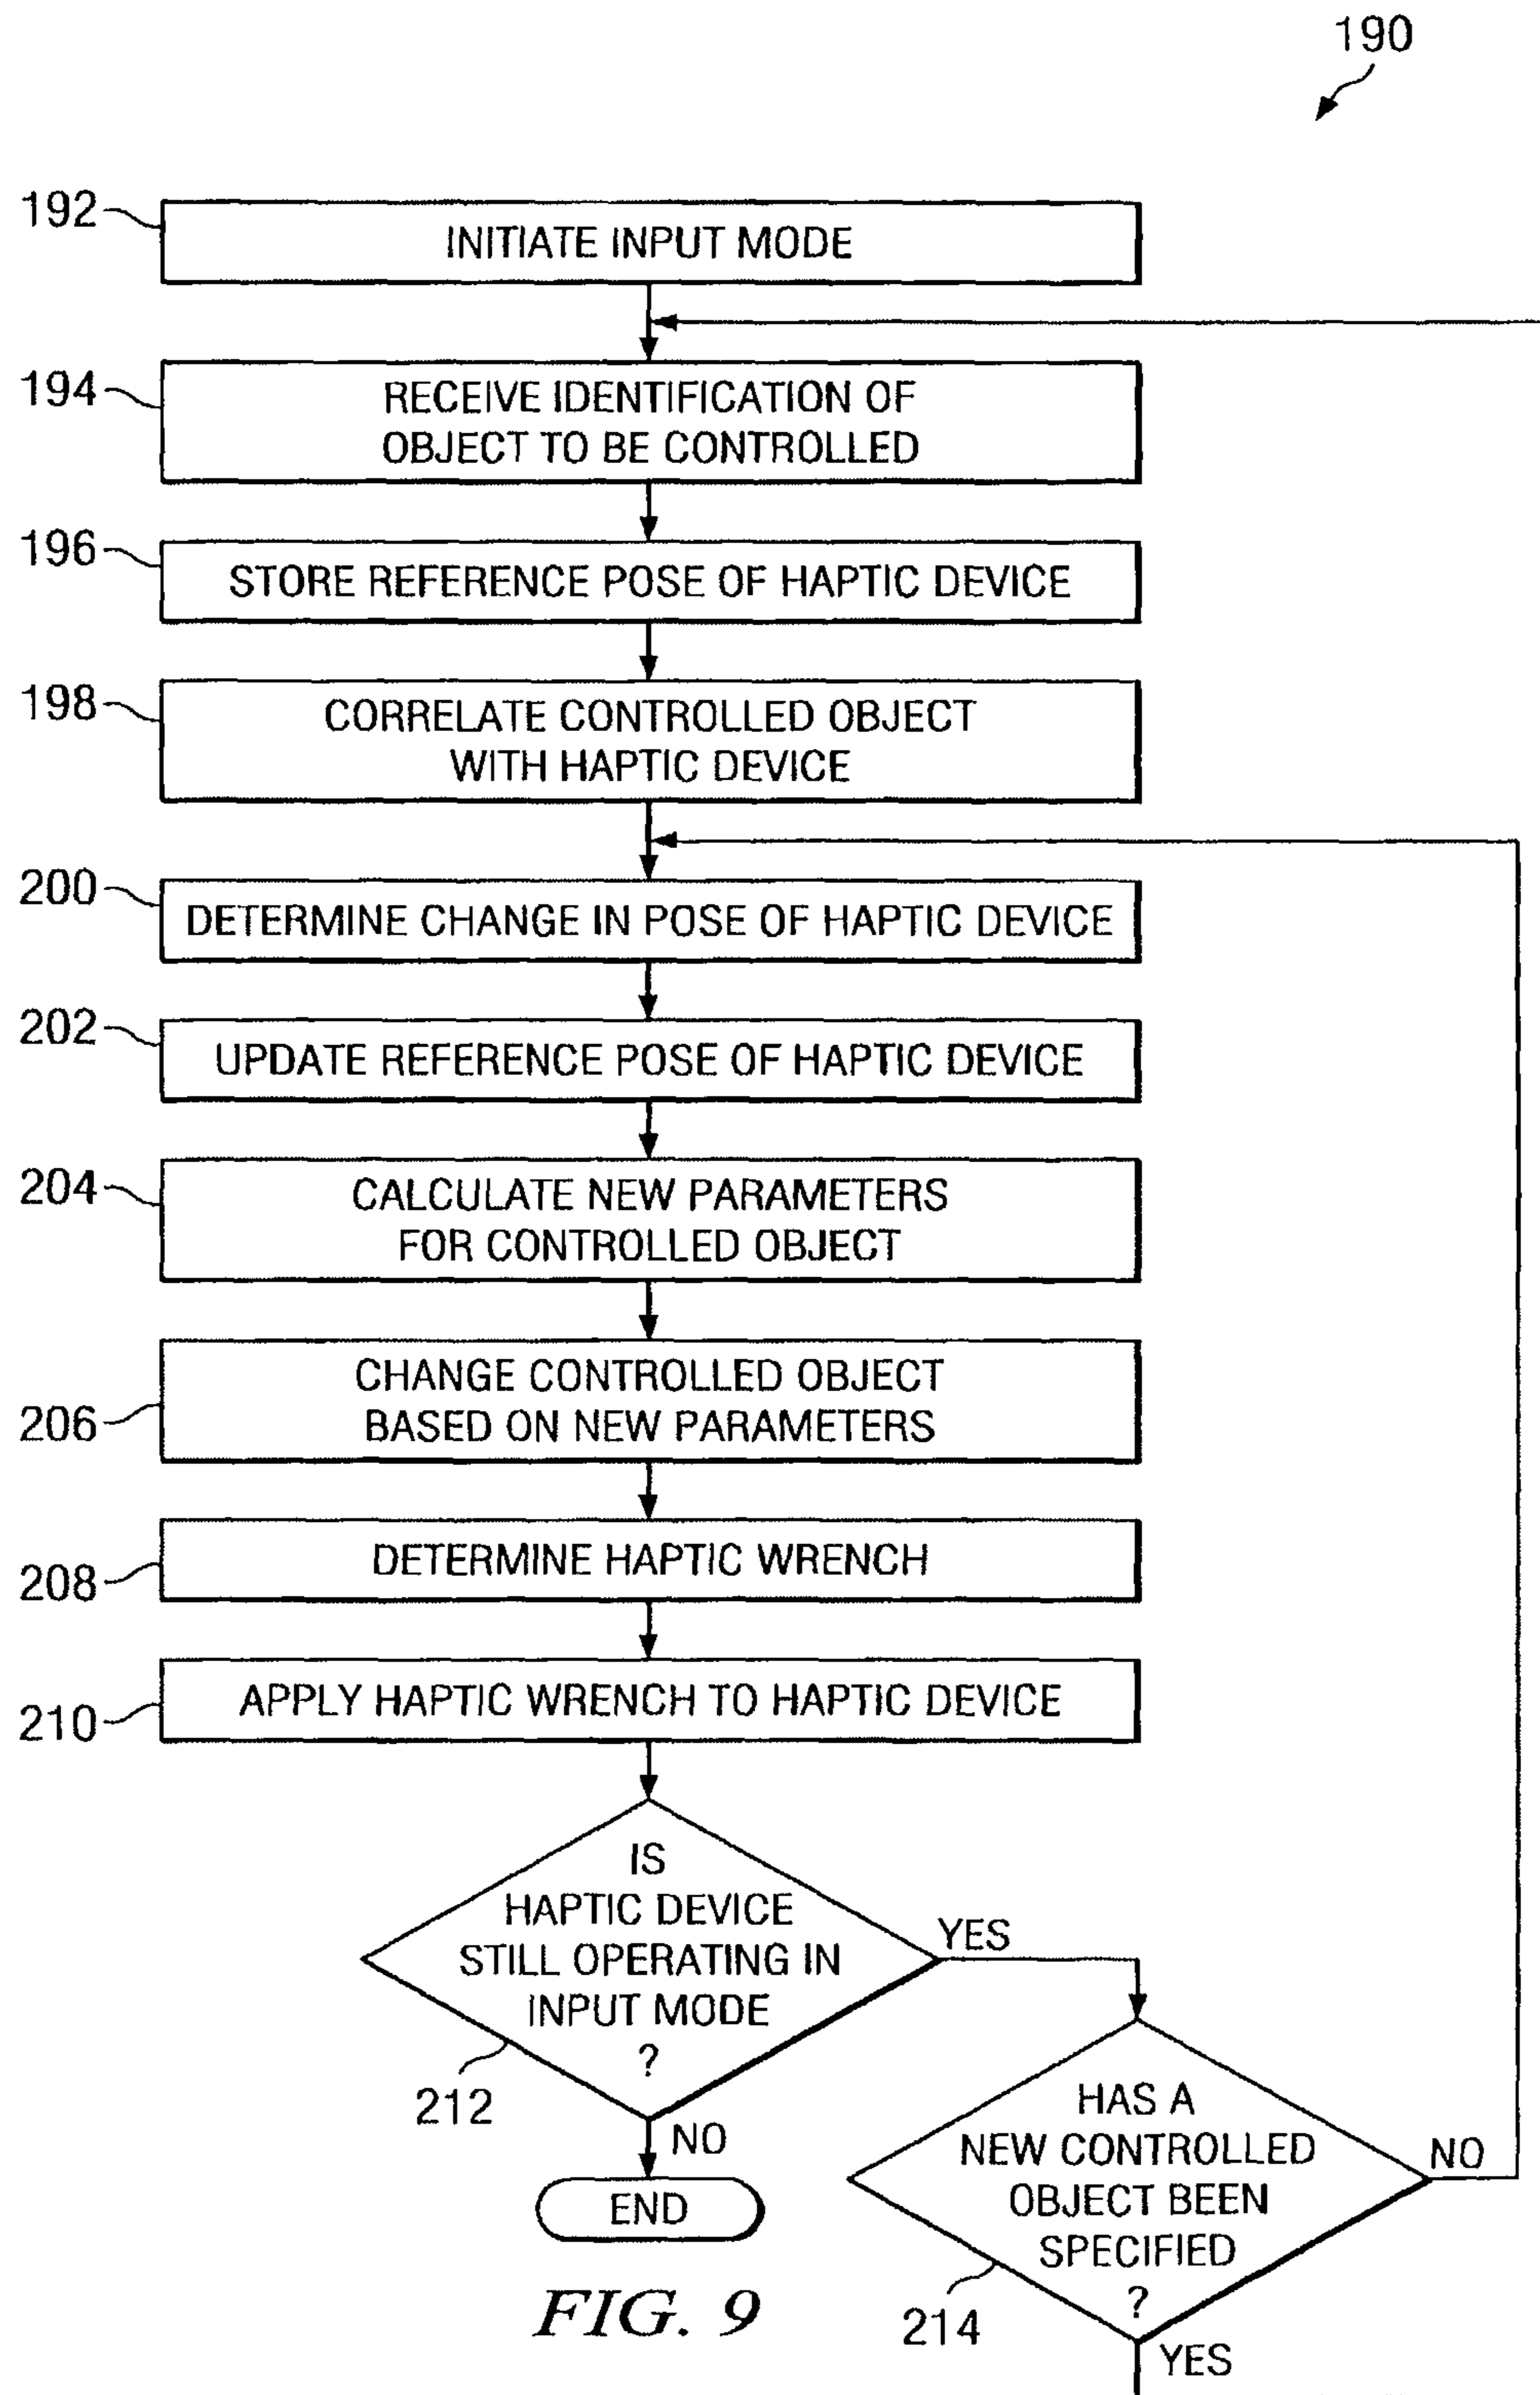 190
192
INITIATE INPUT MODE
194
RECEIVE IDENTIFICATION OF
OBJECT TO BE CONTROLLED
196
STORE REFERENCE POSE OF HAPTIC DEVICE
198
CORRELATE CONTROLLED OBJECT
WITH HAPTIC DEVICE
200
DETERMINE CHANGE IN POSE OF HAPTIC DEVICE
202
UPDATE REFERENCE POSE OF HAPTIC DEVICE
204
CALCULATE NEW PARAMETERS
FOR CONTROLLED OBJECT
206
CHANGE CONTROLLED OBJECT
BASED ON NEW PARAMETERS
208
DETERMINE HAPTIC WRENCH
210
APPLY HAPTIC WRENCH TO HAPTIC DEVICE
IS
HAPTIC DEVICE
STILL OPERATING IN
INPUT MODE
?
YES
212
NO
END
HAS A
NEW CONTROLLED
OBJECT BEEN
SPECIFIED
?
NO
214
YES
FIG. 9